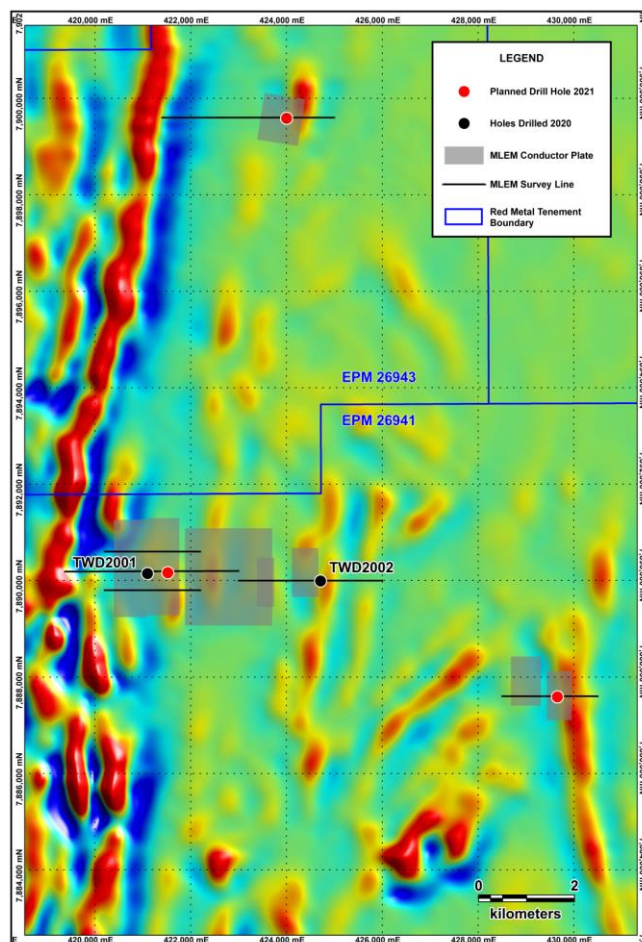 420,000 mE
422,000 mE
424,000 mE
426,000 mE
428,000 mE
430,000 mE
7,902
7,900,000 mN
7,898,000 mN
7,896,000 mN
7,894,000 mN
7,892,000 mN
7,890,000 mN
7,888,000 mN
7,886,000 mN
7,884,000 mN
LEGEND
Planned Drill Hole 2021
Holes Drilled 2020
MLEM Conductor Plate
MLEM Survey Line
Red Metal Tenement
Boundary
EPM 26943
EPM 26941
TWD2001
TWD2002
0
2
kilometers
420,000 mE
422,000 mE
424,000 mE
426,000 mE
428,000 mE
430,000 mE